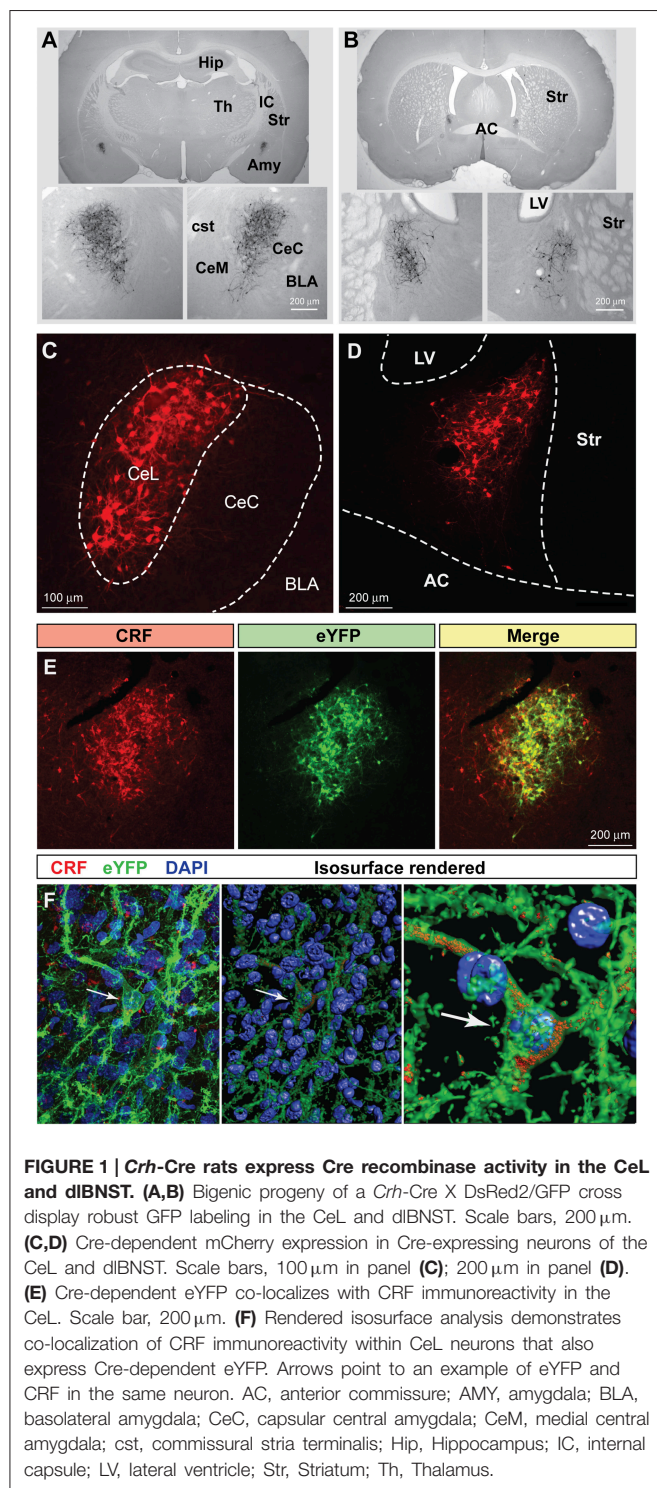 A
Hip
IC
Th
Str
Amy
cst
CeC
CeM
BLA
200 μm
B
Str
AC
LV
Str
200 μm
C
CeL
CeC
BLA
100 μm
D
LV
Str
AC
200 μm
CRF
eYFP
Merge
E
200 μm
CRF eYFP DAPI Isosurface rendered
F
FIGURE 1 | Crh-Cre rats express Cre recombinase activity in the CeL
and dlBNST. (A,B) Bigenic progeny of a Crh-Cre X DsRed2/GFP cross
display robust GFP labeling in the CeL and dlBNST. Scale bars, 200 μm.
(C,D) Cre-dependent mCherry expression in Cre-expressing neurons of the
CeL and dlBNST. Scale bars, 100 μm in panel (C); 200 μm in panel (D).
(E) Cre-dependent eYFP co-localizes with CRF immunoreactivity in the
CeL. Scale bar, 200 μm. (F) Rendered isosurface analysis demonstrates
co-localization of CRF immunoreactivity within CeL neurons that also
express Cre-dependent eYFP. Arrows point to an example of eYFP and
CRF in the same neuron. AC, anterior commissure; AMY, amygdala; BLA,
basolateral amygdala; CeC, capsular central amygdala; CeM, medial central
amygdala; cst, commissural stria terminalis; Hip, Hippocampus; IC, internal
capsule; LV, lateral ventricle; Str, Striatum; Th, Thalamus.